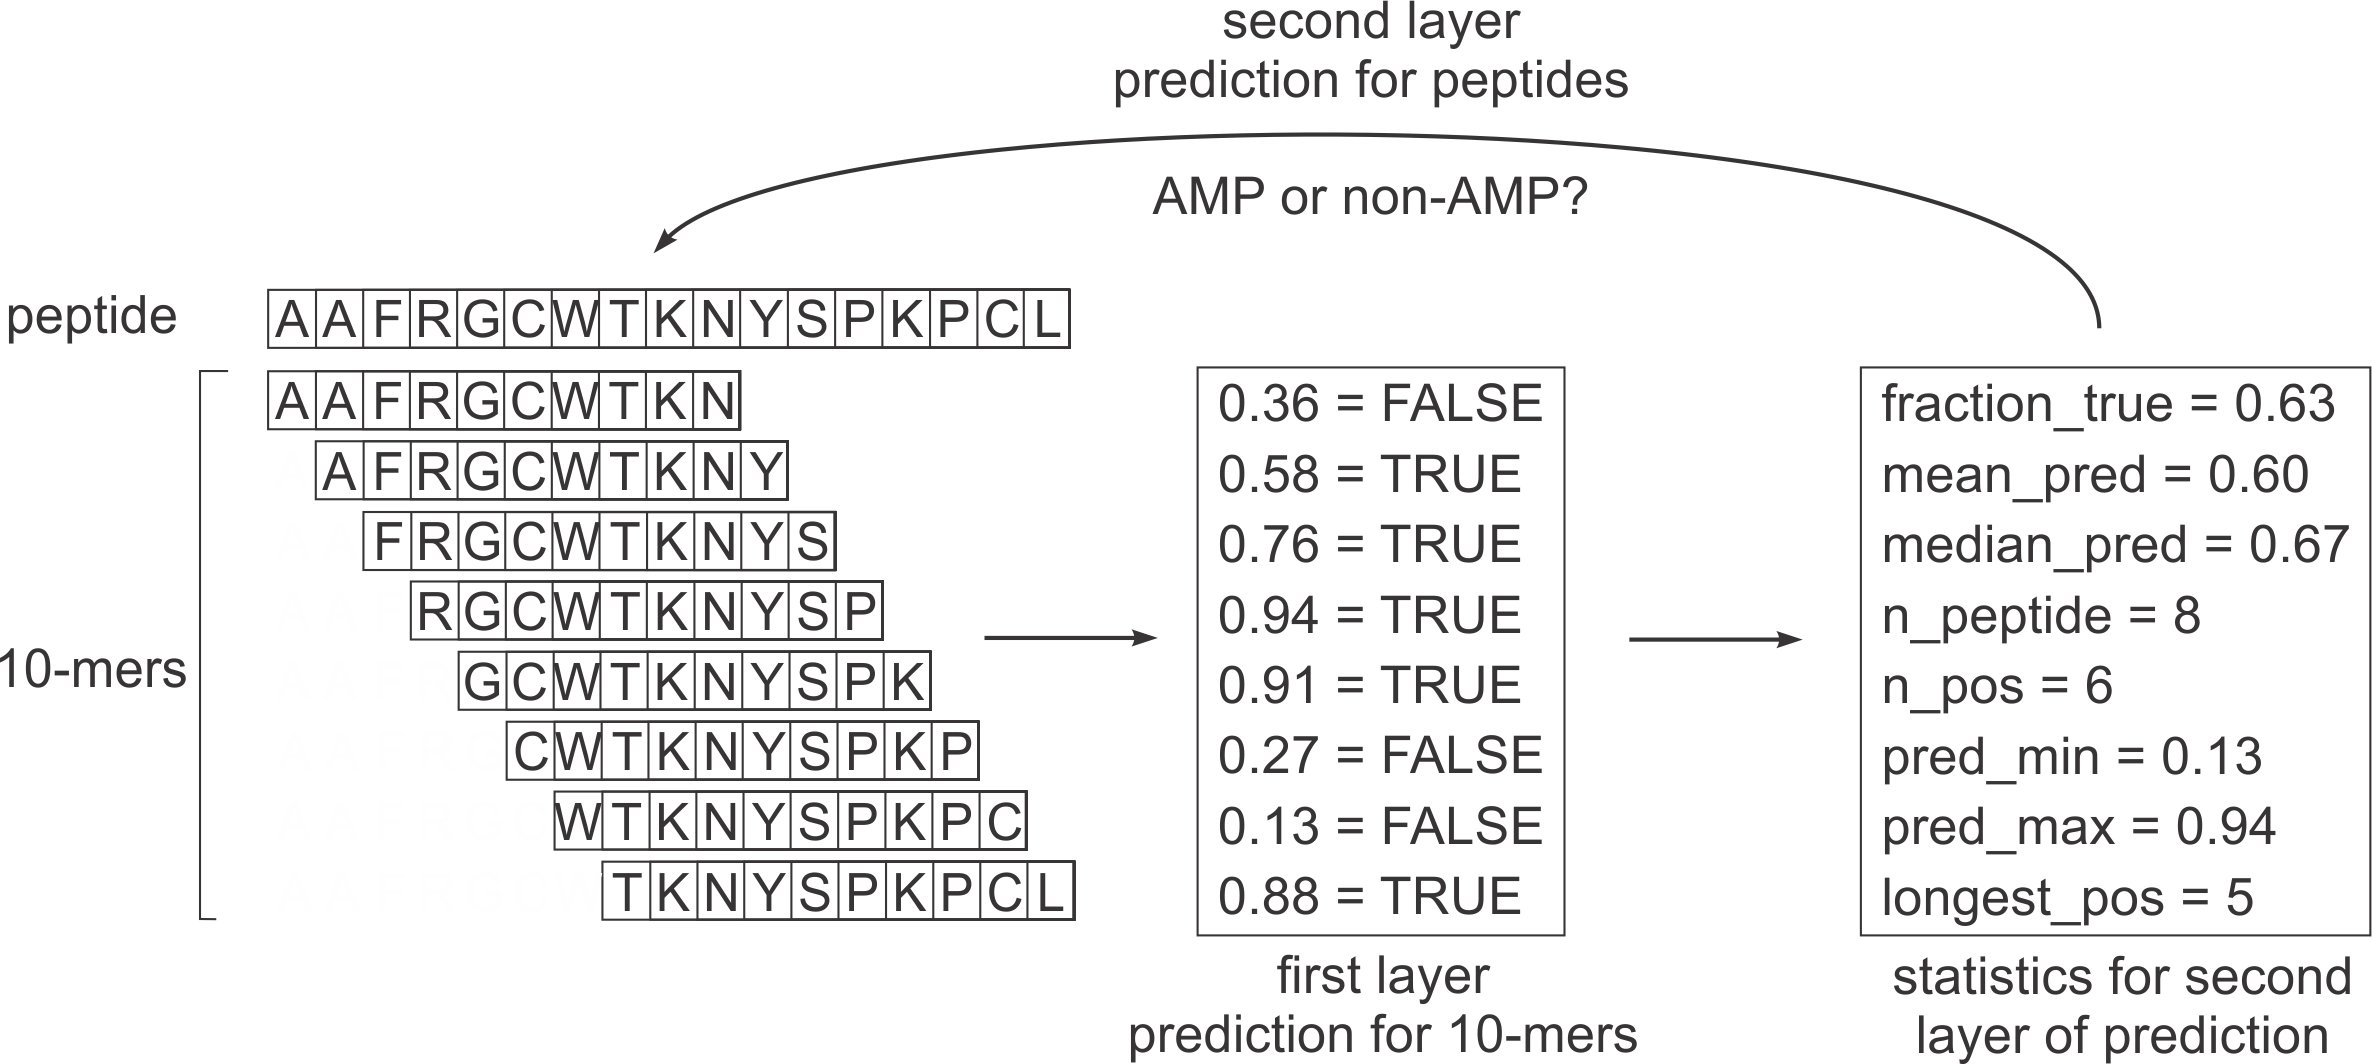 second layer
prediction for peptides
AMP or non-AMP?
peptide
AAFRGCWTKNYSPKPCL
10-mers
AAFRGCWTKN
AFRGCWTKNY
FRGCWTKNYS
RGCWTKNYSP
GCWTKNYSPK
CWTKNYSPKP
WTKNYSPKPC
TKNYSPKPCL
0.36 = FALSE
0.58 = TRUE
0.76 = TRUE
0.94 = TRUE
0.91 = TRUE
0.27 = FALSE
0.13 = FALSE
0.88 = TRUE
first layer
prediction for 10-mers
fraction_true = 0.63
mean_pred = 0.60
median_pred = 0.67
n_peptide = 8
n_pos = 6
pred_min = 0.13
pred_max = 0.94
longest_pos = 5
statistics for second
layer of prediction